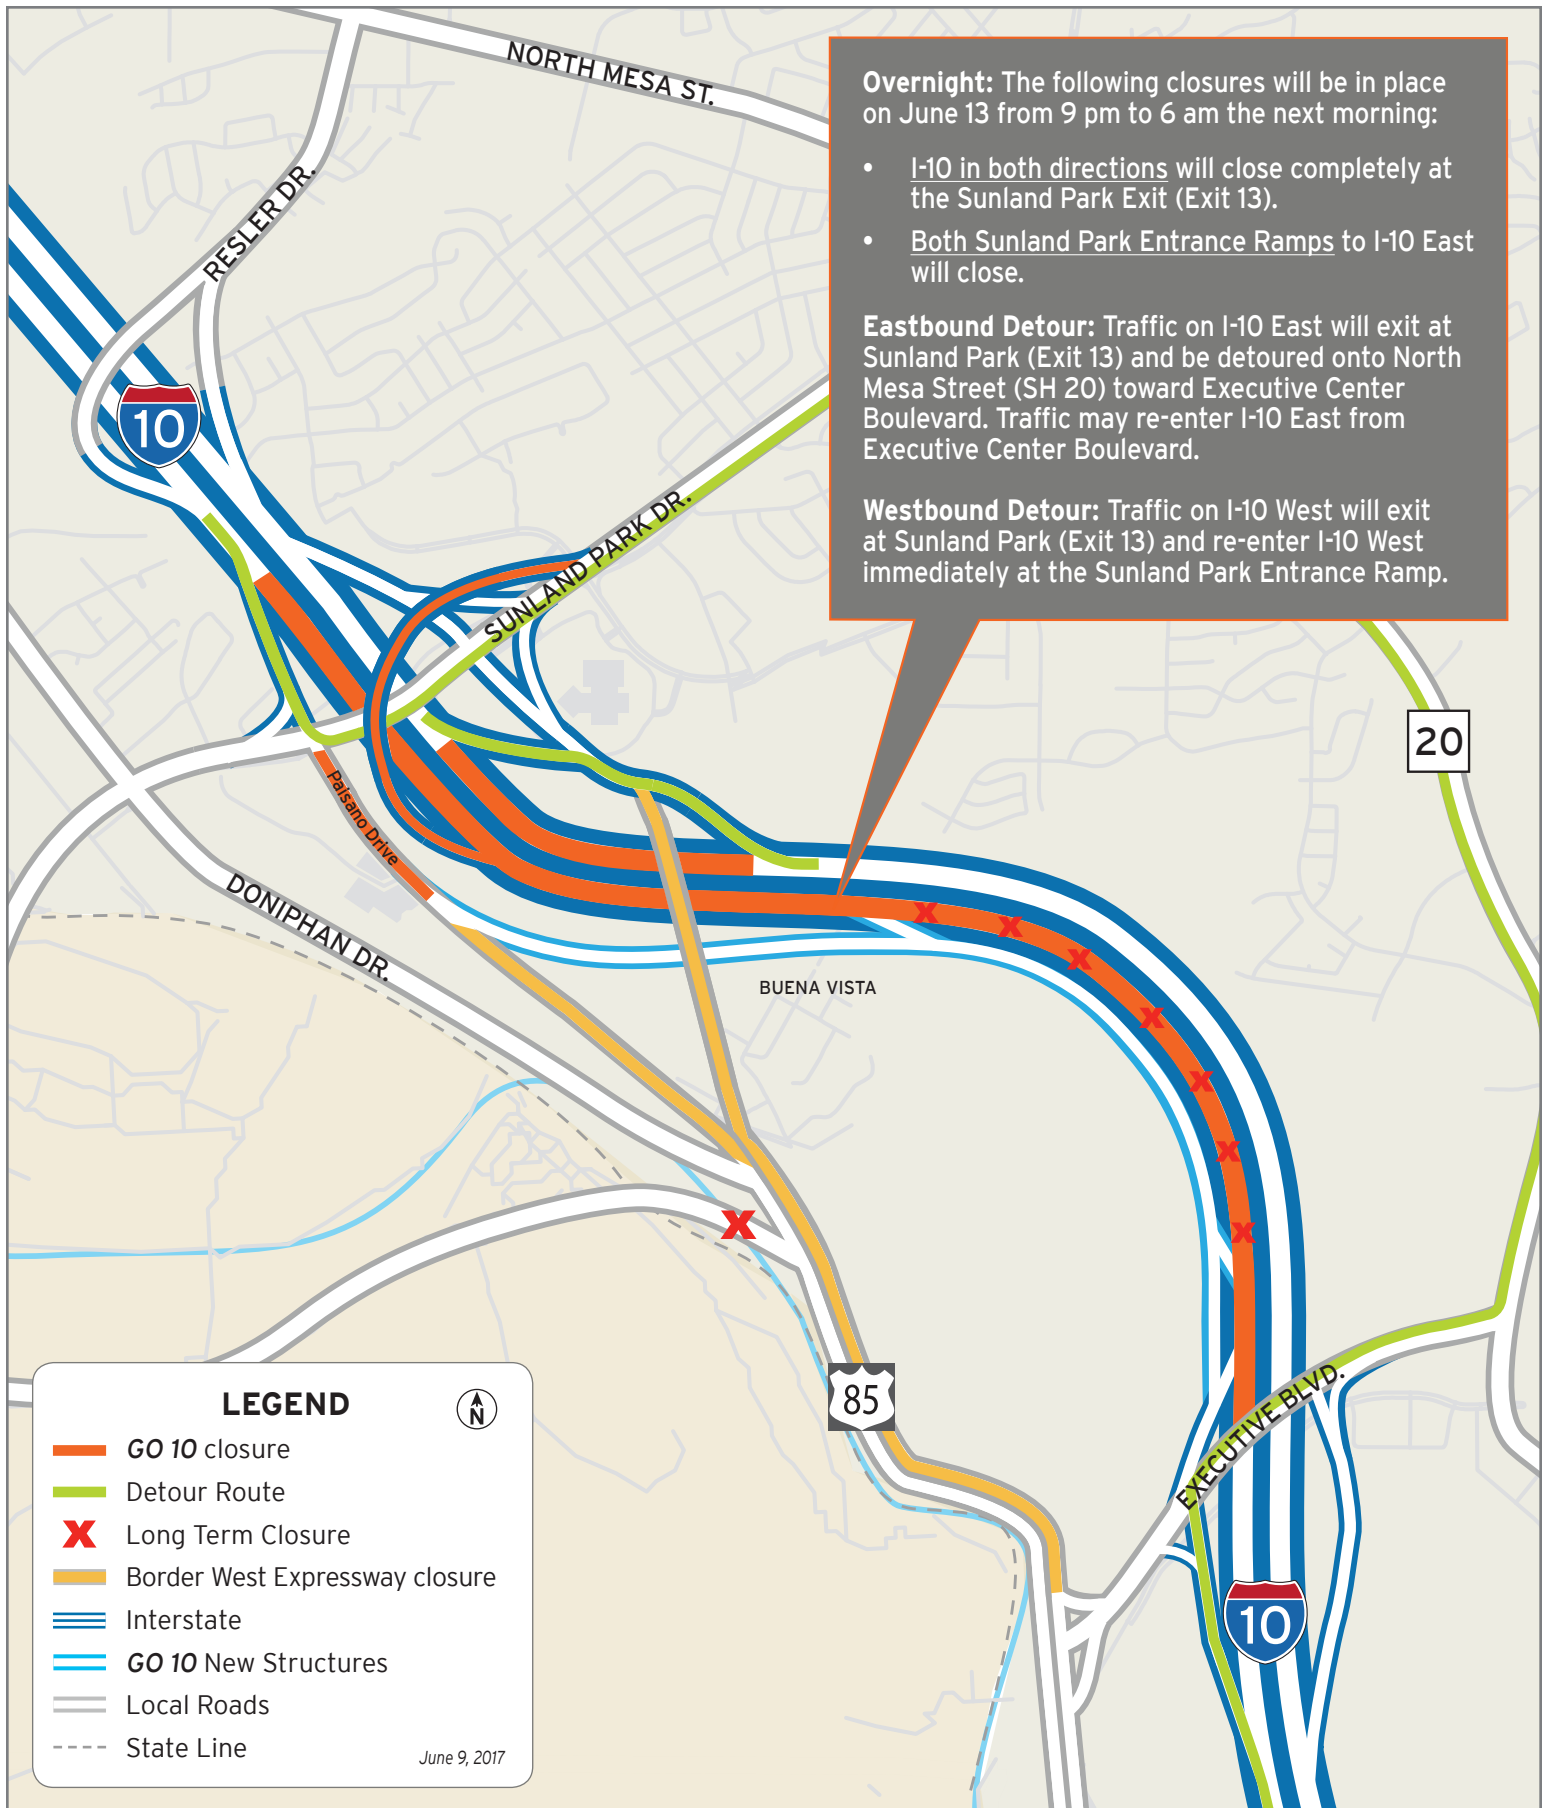 NORTH MESA ST.
Overnight: The following closures will be in place
on June 13 from 9 pm to 6 am the next morning:
• I-10 in both directions will close completely at
the Sunland Park Exit (Exit 13).
• Both Sunland Park Entrance Ramps to I-10 East
will close.
Eastbound Detour: Traffic on I-10 East will exit at
Sunland Park (Exit 13) and be detoured onto North
Mesa Street (SH 20) toward Executive Center
Boulevard. Traffic may re-enter I-10 East from
Executive Center Boulevard.
Westbound Detour: Traffic on I-10 West will exit
at Sunland Park (Exit 13) and re-enter I-10 West
immediately at the Sunland Park Entrance Ramp.
RESLER DR.
10
SUNLAND PARK DR.
20
Paisano Drive
DONIPHAN DR.
X
X
X
BUENA VISTA
X
X
X
X
X
85
EXECUTIVE BLVD.
10
LEGEND
N
GO 10 closure
Detour Route
X Long Term Closure
Border West Expressway closure
Interstate
GO 10 New Structures
Local Roads
State Line
June 9, 2017